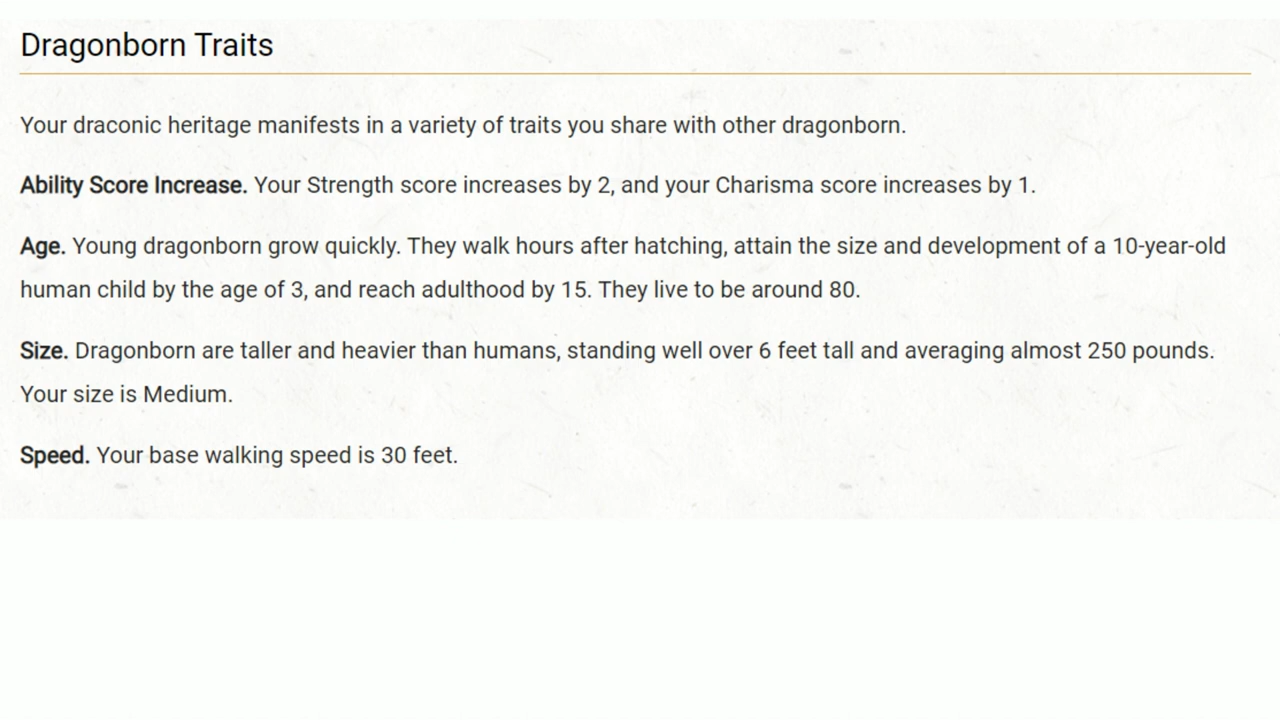 Dragonborn Traits
Your draconic heritage manifests in a variety of traits you share with other dragonborn.
Ability Score Increase. Your Strength score increases by 2, and your Charisma score increases by 1.
Age. Young dragonborn grow quickly. They walk hours after hatching, attain the size and development of a 10-year-old
human child by the age of 3, and reach adulthood by 15. They live to be around 80.
Size. Dragonborn are taller and heavier than humans, standing well over 6 feet tall and averaging almost 250 pounds.
Your size is Medium.
Speed. Your base walking speed is 30 feet.